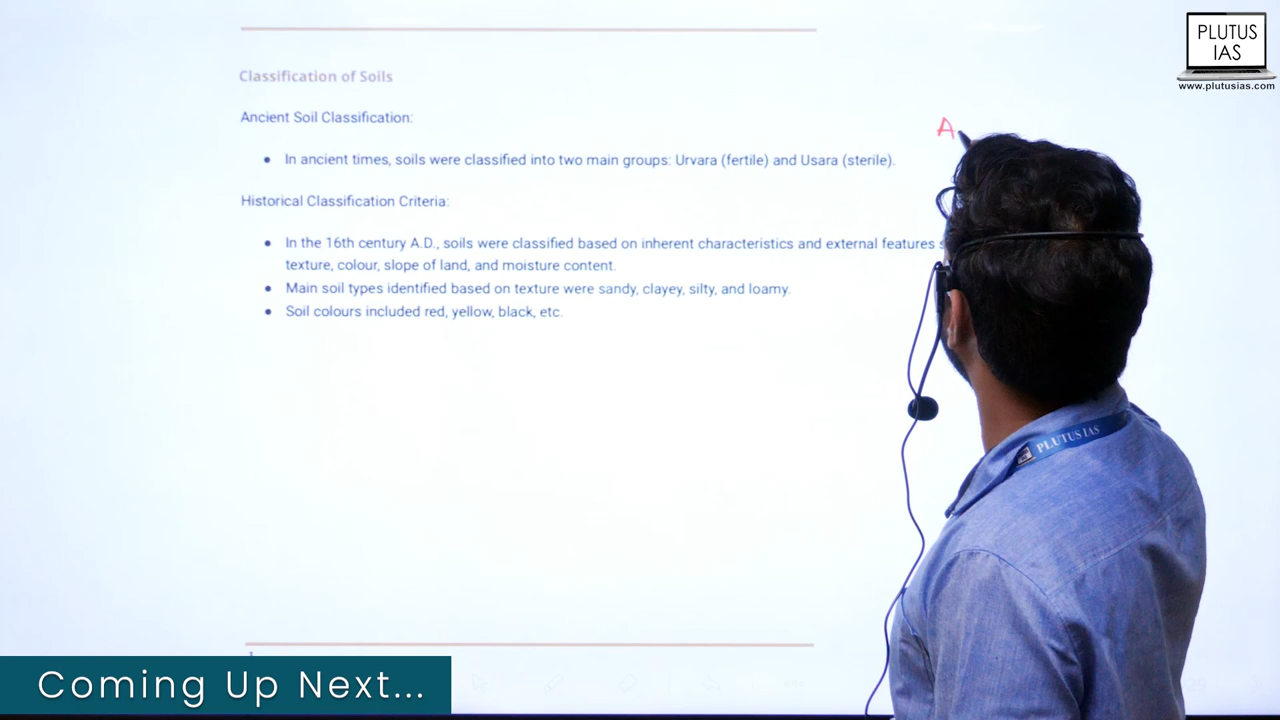 PLUTUS
IAS
www.plutusias.com
Classification of Soils
Ancient Soil Classification:
A
• In ancient times, soils were classified into two main groups: Urvara (fertile) and Usara (sterile).
Historical Classification Criteria:
• In the 16th century A.D., soils were classified based on inherent characteristics and external features
texture, colour, slope of land, and moisture content.
• Main soil types identified based on texture were sandy, clayey, silty, and loamy.
• Soil colours included red, yellow, black, etc.
PLUTUS IAS
Coming Up Next...